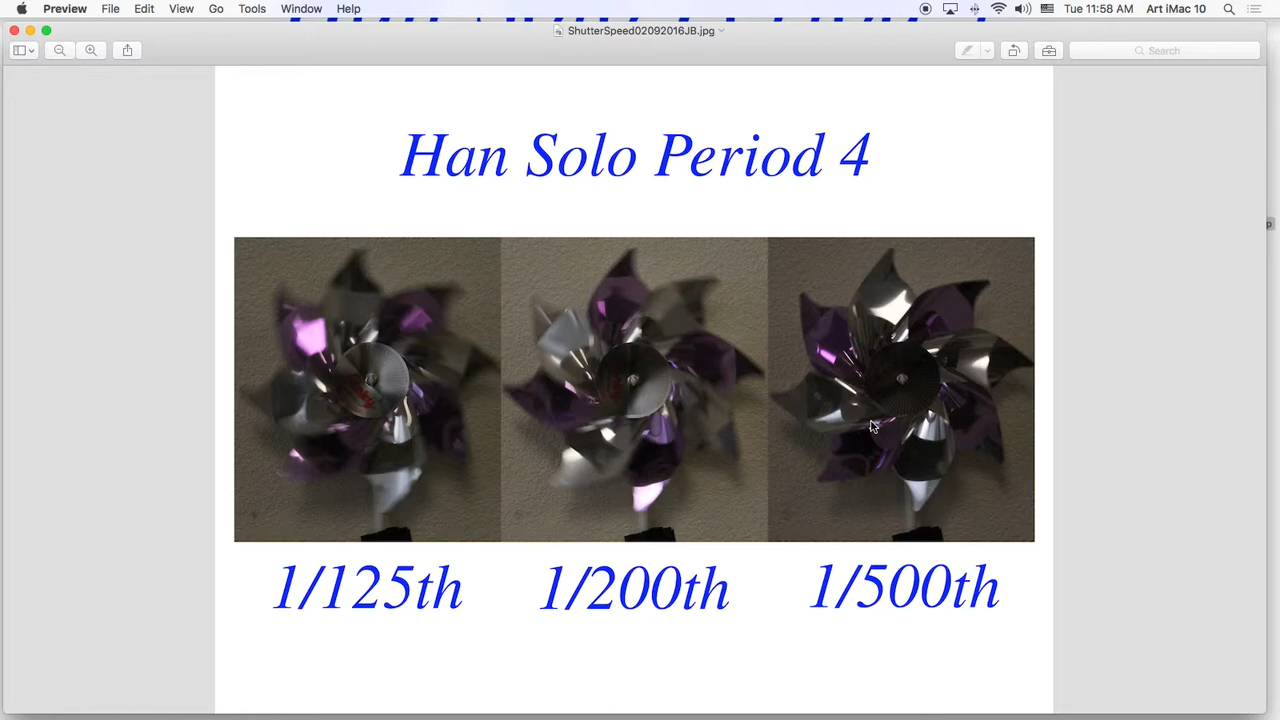 Preview File Edit View Go Tools Window Help Tue 11:58 AM Art iMac 10
ShutterSpeed02092016JB.jpg
Search
Han Solo Period 4
1/125th 1/200th 1/500th